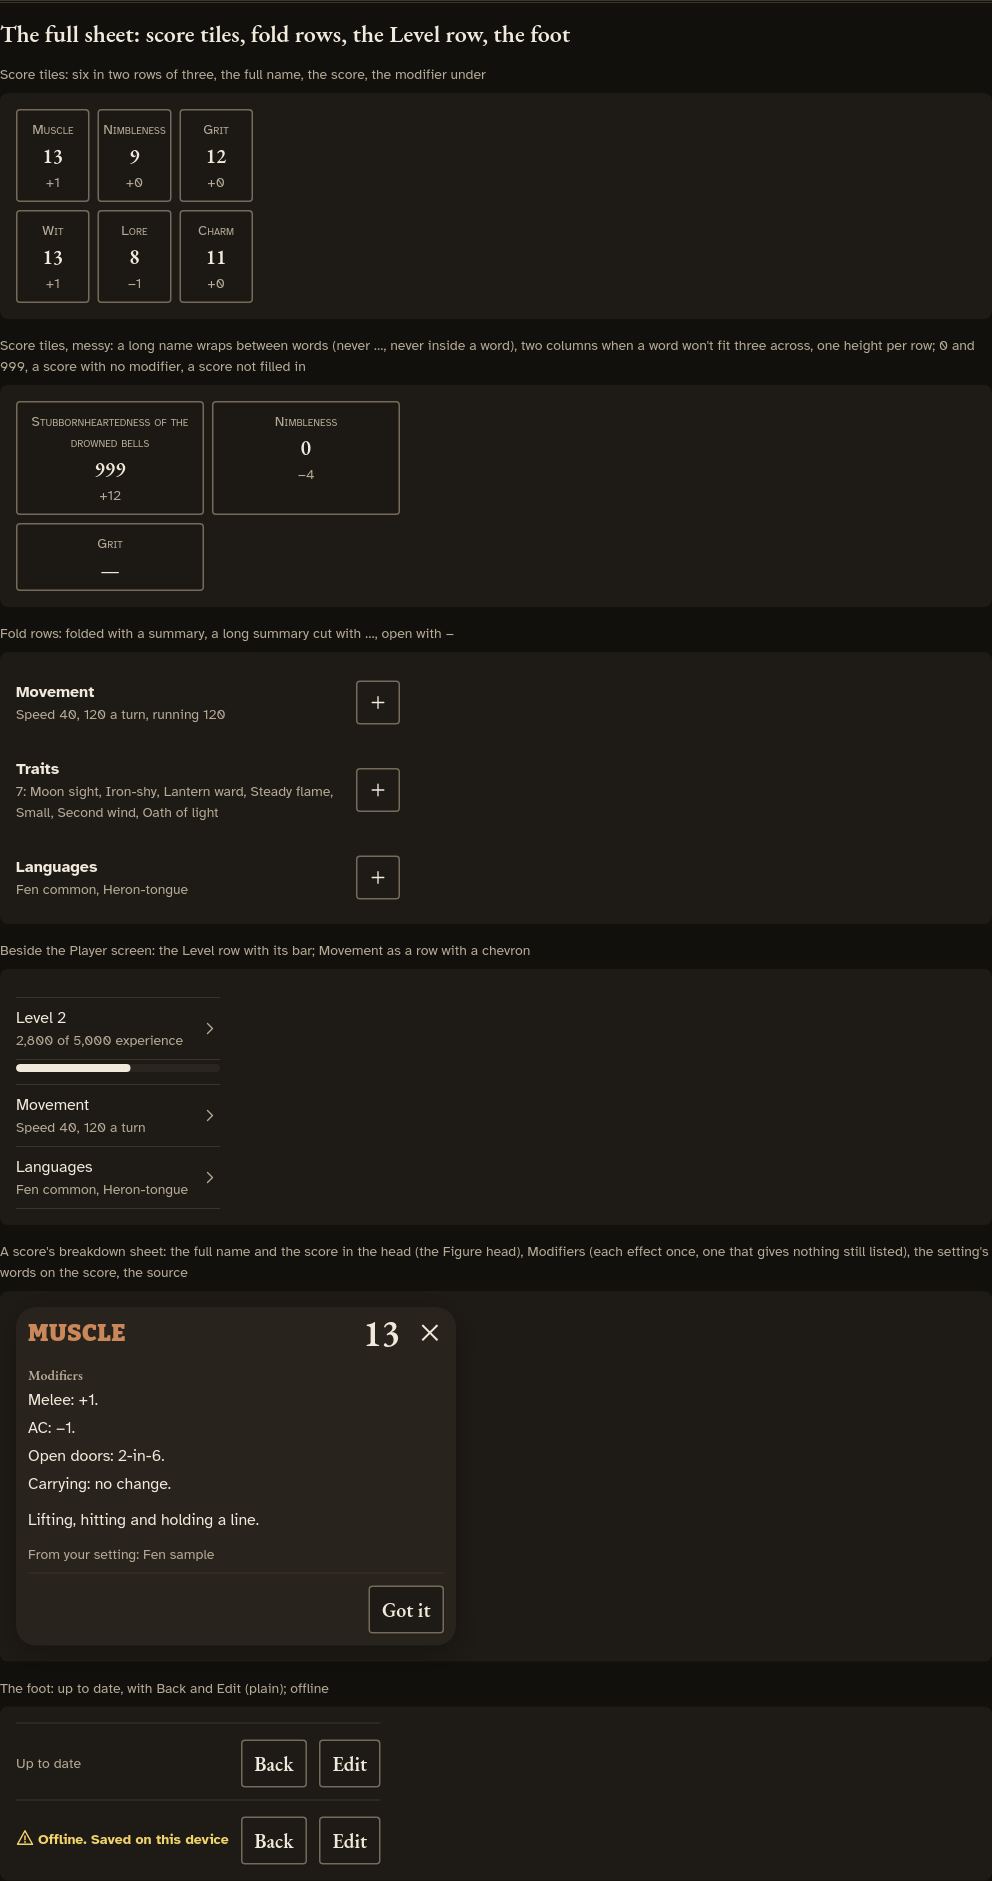 The full sheet: score tiles, fold rows, the Level row, the foot
Score tiles: six in two rows of three, the full name, the score, the modifier under
Muscle Nimbleness Grit
13 9 12
+1 +0 +0
Wit Lore Charm
13 8 11
+1 −1 +0
Score tiles, messy: a long name wraps between words (never …, never inside a word), two columns when a word won't fit three across, one height per row; 0 and
999, a score with no modifier, a score not filled in
Stubbornheartedness of the
drowned bells
999
+12
Nimbleness
0
−4
Grit
—
Fold rows: folded with a summary, a long summary cut with …, open with −
Movement
Speed 40, 120 a turn, running 120
+
Traits
7: Moon sight, Iron-shy, Lantern ward, Steady flame,
Small, Second wind, Oath of light
+
Languages
Fen common, Heron-tongue
+
Beside the Player screen: the Level row with its bar; Movement as a row with a chevron
Level 2
2,800 of 5,000 experience
Movement
Speed 40, 120 a turn
Languages
Fen common, Heron-tongue
A score's breakdown sheet: the full name and the score in the head (the Figure head), Modifiers (each effect once, one that gives nothing still listed), the setting's
words on the score, the source
MUSCLE 13
Modifiers
Melee: +1.
AC: −1.
Open doors: 2-in-6.
Carrying: no change.
Lifting, hitting and holding a line.
From your setting: Fen sample
Got it
The foot: up to date, with Back and Edit (plain); offline
Up to date Back Edit
Offline. Saved on this device Back Edit